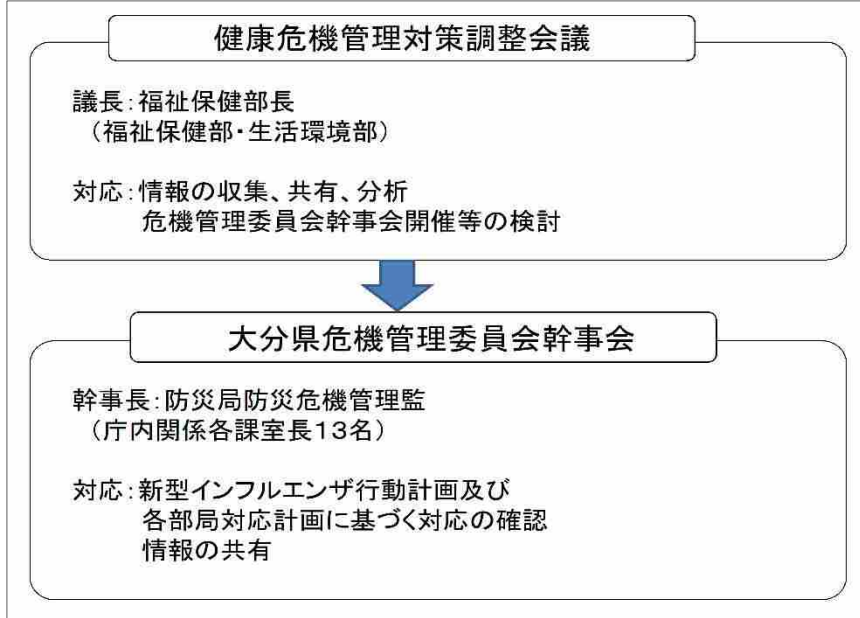 健康危機管理対策調整会議
議長:福祉保健部長
(福祉保健部・生活環境部)
対応:情報の収集、共有、分析
危機管理委員会幹事会開催等の検討
大分県危機管理委員会幹事会
幹事長:防災局防災危機管理監
(庁内関係各課室長13名)
対応:新型インフルエンザ行動計画及び
各部局対応計画に基づく対応の確認
情報の共有